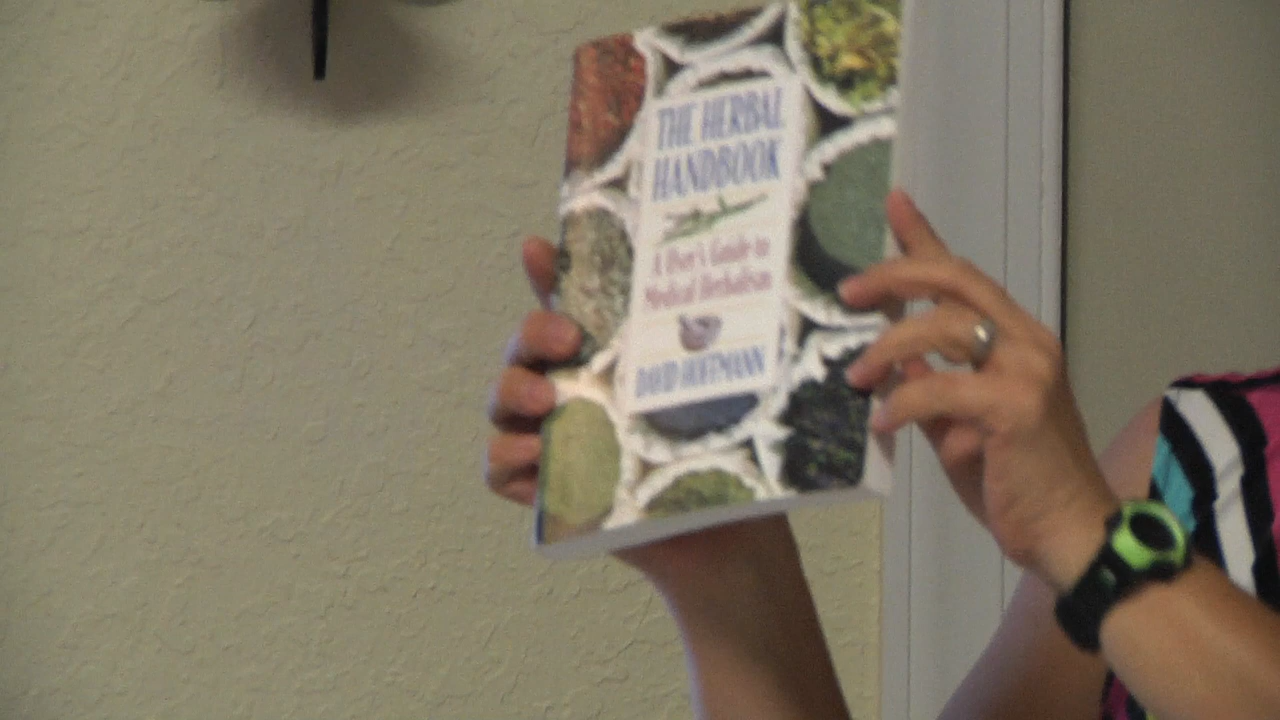 THE HERBAL
HANDBOOK
A User's Guide to
Medical Herbalism
DAVID HOFFMANN